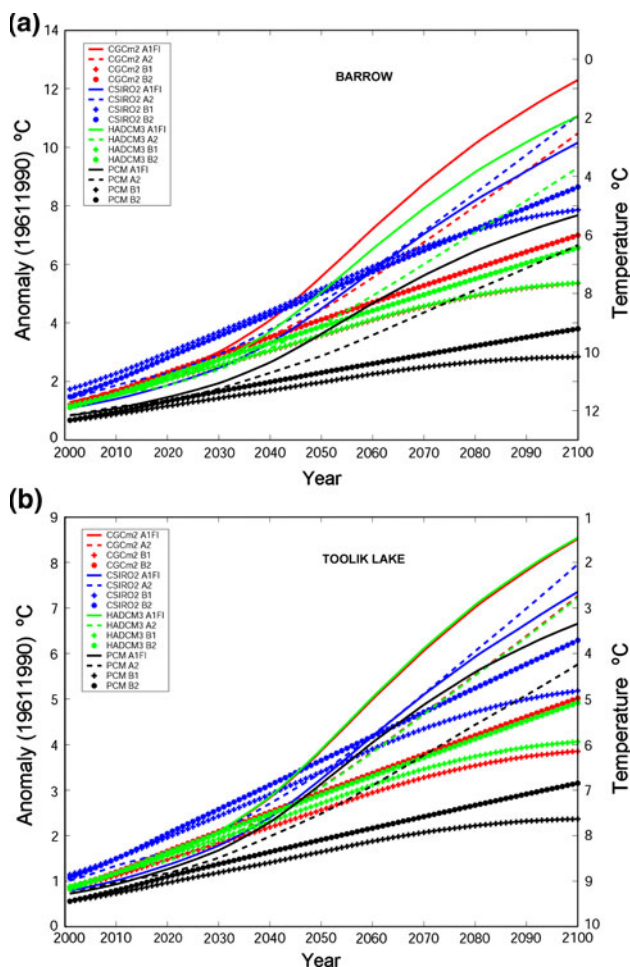 (a)
14
12
10
8
6
4
2
0
Anomaly (19611990) ºC
CGCm2 A1FI
CGCm2 A2
CGCm2 B1
CGCm2 B2
CSIRO2 A1FI
CSIRO2 A2
CSIRO2 B1
CSIRO2 B2
HADCM3 A1FI
HADCM3 A2
HADCM3 B1
HADCM3 B2
PCM A1FI
PCM A2
PCM B1
PCM B2
BARROW
0
2
4
6
8
10
12
Temperature ºC
2000 2010 2020 2030 2040 2050 2060 2070 2080 2090 2100
Year
(b)
9
8
7
6
5
4
3
2
1
0
Anomaly (19611990) ºC
CGCm2 A1FI
CGCm2 A2
CGCm2 B1
CGCm2 B2
CSIRO2 A1FI
CSIRO2 A2
CSIRO2 B1
CSIRO2 B2
HADCM3 A1FI
HADCM3 A2
HADCM3 B1
HADCM3 B2
PCM A1FI
PCM A2
PCM B1
PCM B2
TOOLIK LAKE
1
2
3
4
5
6
7
8
9
10
Temperature ºC
2000 2010 2020 2030 2040 2050 2060 2070 2080 2090 2100
Year